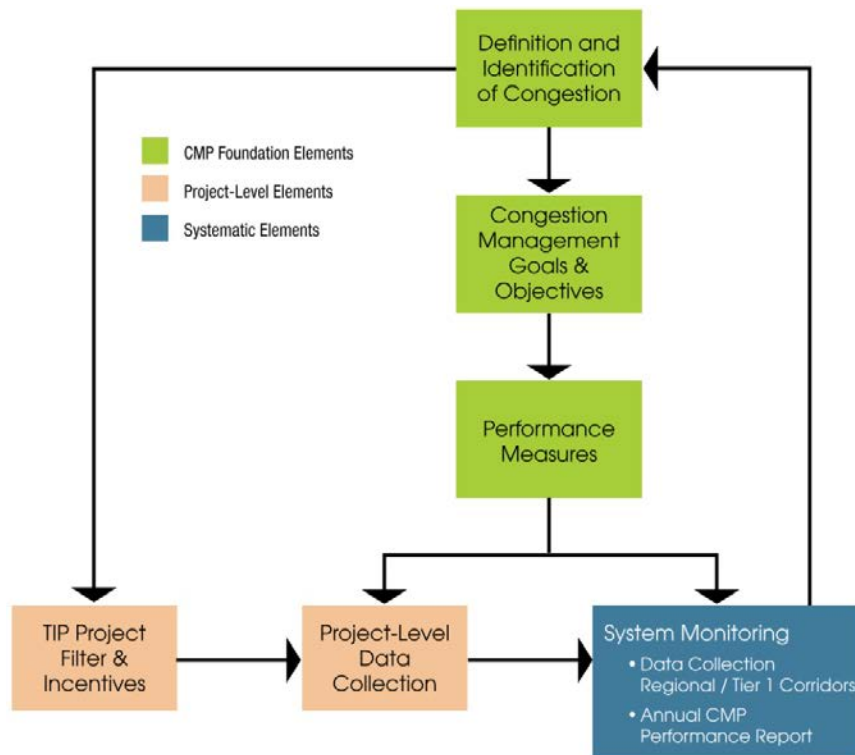 Definition and
Identification
of Congestion
CMP Foundation Elements
Project-Level Elements
Systematic Elements
Congestion
Management
Goals &
Objectives
Performance
Measures
TIP Project
Filter &
Incentives
Project-Level
Data
Collection
System Monitoring
• Data Collection
Regional / Tier 1 Corridors
• Annual CMP
Performance Report